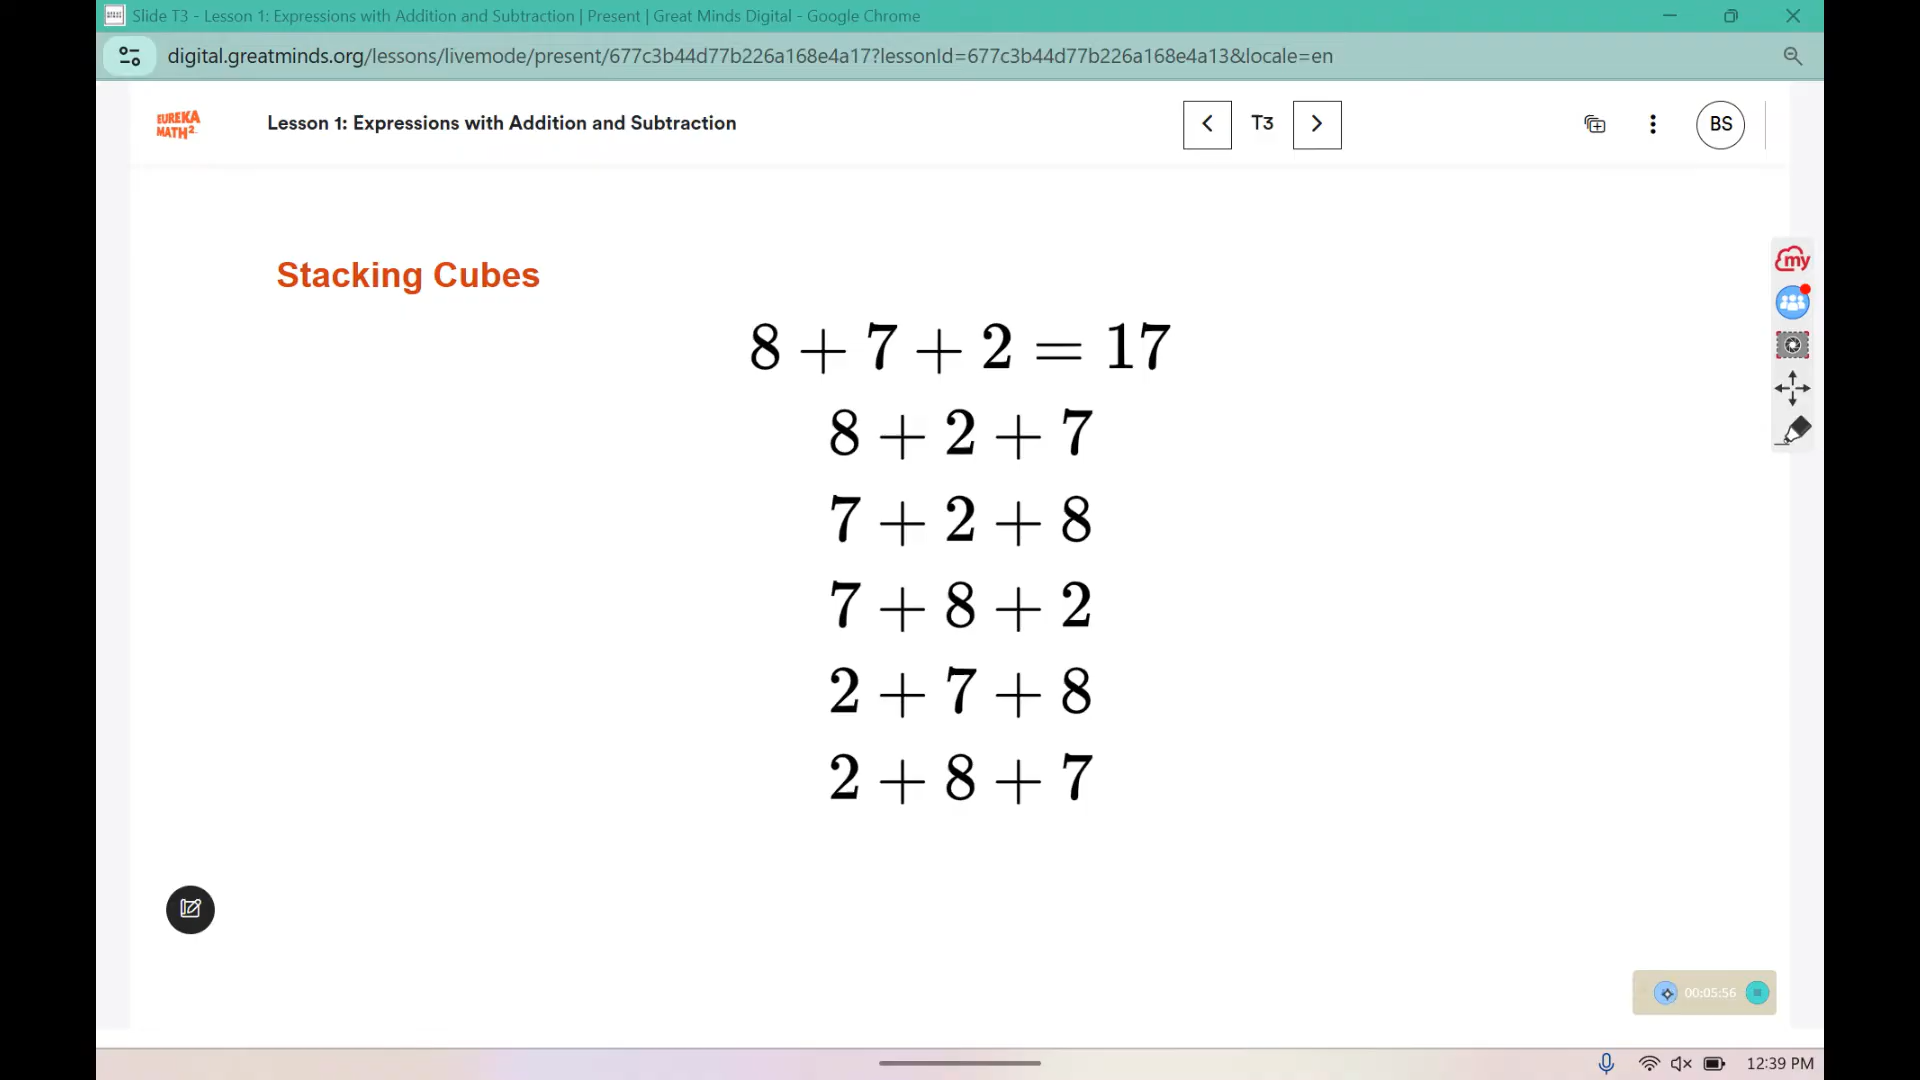 Slide T3 - Lesson 1: Expressions with Addition and Subtraction | Present | Great Minds Digital - Google Chrome
digital.greatminds.org/lessons/livemode/present/677c3b44d77b226a168e4a17?lessonId=677c3b44d77b226a168e4a13&locale=en
EUREKA
MATH²
Lesson 1: Expressions with Addition and Subtraction
T3
BS
my
Stacking Cubes
8 + 7 + 2 = 17
8 + 2 + 7
7 + 2 + 8
7 + 8 + 2
2 + 7 + 8
2 + 8 + 7
00:05:56
12:39 PM